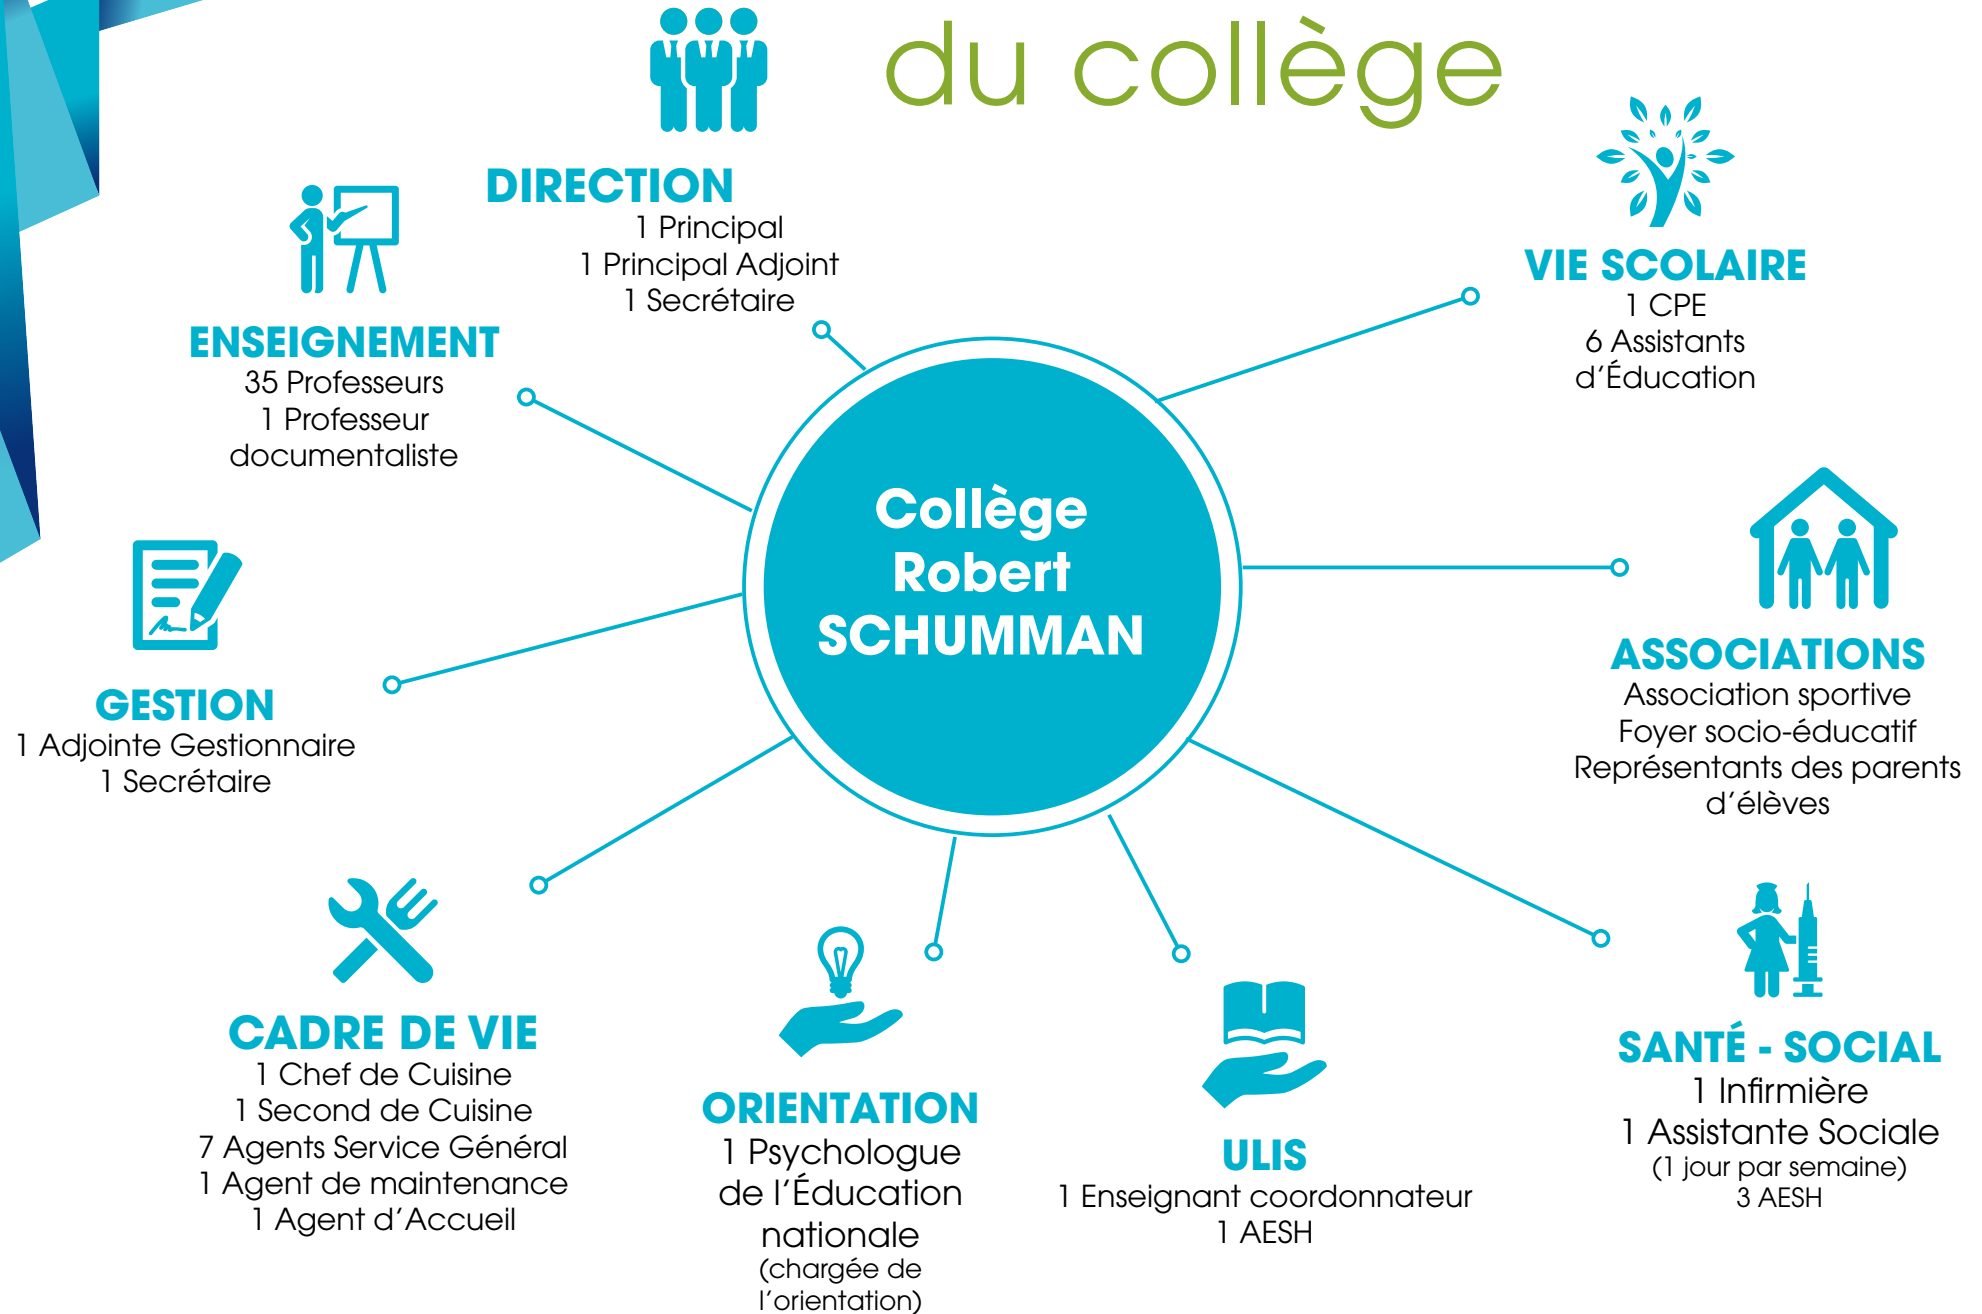 du collège
DIRECTION
1 Principal
1 Principal Adjoint
1 Secrétaire
ENSEIGNEMENT
35 Professeurs
1 Professeur
documentaliste
GESTION
1 Adjointe Gestionnaire
1 Secrétaire
Collège
Robert
SCHUMMAN
VIE SCOLAIRE
1 CPE
6 Assistants
d'Éducation
ASSOCIATIONS
Association sportive
Foyer socio-éducatif
Représentants des parents
d'élèves
CADRE DE VIE
1 Chef de Cuisine
1 Second de Cuisine
7 Agents Service Général
1 Agent de maintenance
1 Agent d'Accueil
ORIENTATION
1 Psychologue
de l'Éducation
nationale
(chargée de
l'orientation)
ULIS
1 Enseignant coordonnateur
1 AESH
SANTÉ - SOCIAL
1 Infirmière
1 Assistante Sociale
(1 jour par semaine)
3 AESH